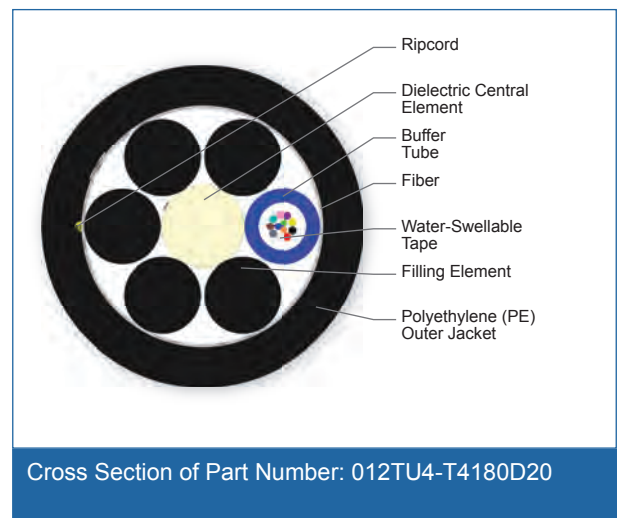 Ripcord
Dielectric Central
Element
Buffer
Tube
Fiber
Water-Swellable
Tape
Filling Element
Polyethylene (PE)
Outer Jacket
Cross Section of Part Number: 012TU4-T4180D20